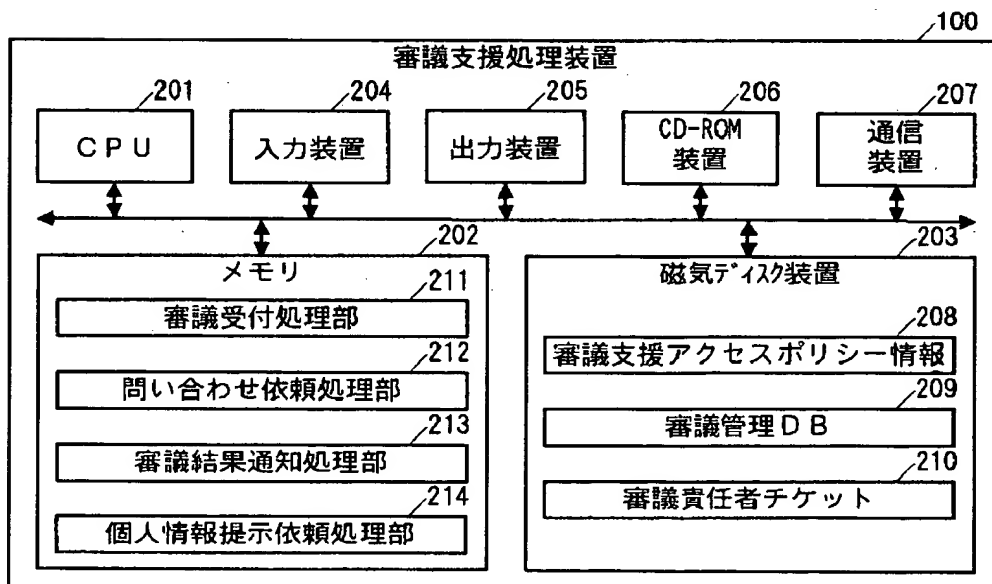 100
審議支援処理装置
201
204
205
206
207
CPU
入力装置
出力装置
CD-ROM
装置
通信
装置
202
203
メモリ
磁気ディスク装置
211
審議受付処理部
212
問い合わせ依頼処理部
213
審議結果通知処理部
214
個人情報提示依頼処理部
208
審議支援アクセスポリシー情報
209
審議管理DB
210
審議責任者チケット